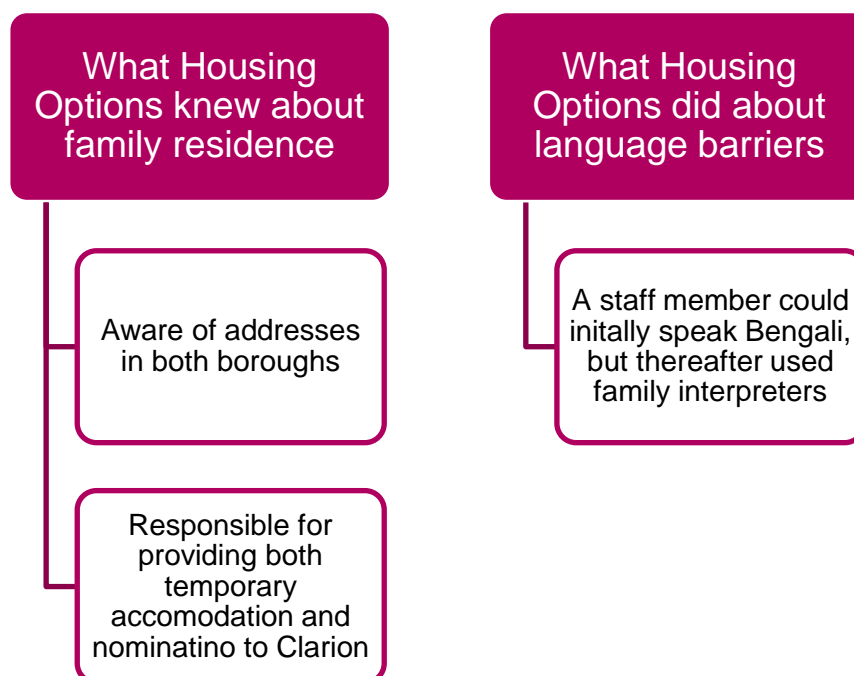 What Housing
Options knew about
family residence
Aware of addresses
in both boroughs
Responsible for
providing both
temporary
accomodation and
nominatino to Clarion
What Housing
Options did about
language barriers
A staff member could
initally speak Bengali,
but thereafter used
family interpreters